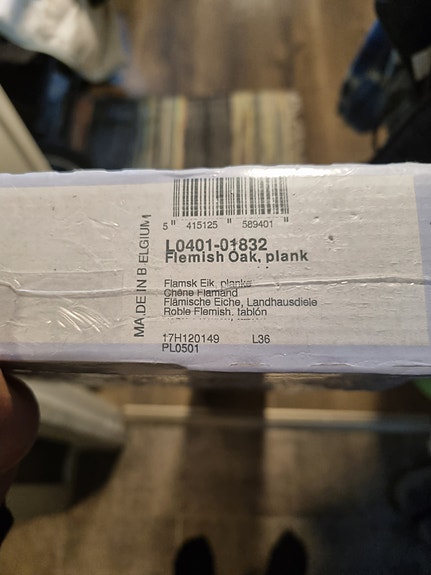 5 415125 589401
L0401-01832
Flemish Oak, plank
MADE IN BELGIUM
Flamsk Eik, planke
Chêne Flamand
Flämische Eiche, Landhausdiele
Roble Flemish, tablón
17H120149 L36
PL0501